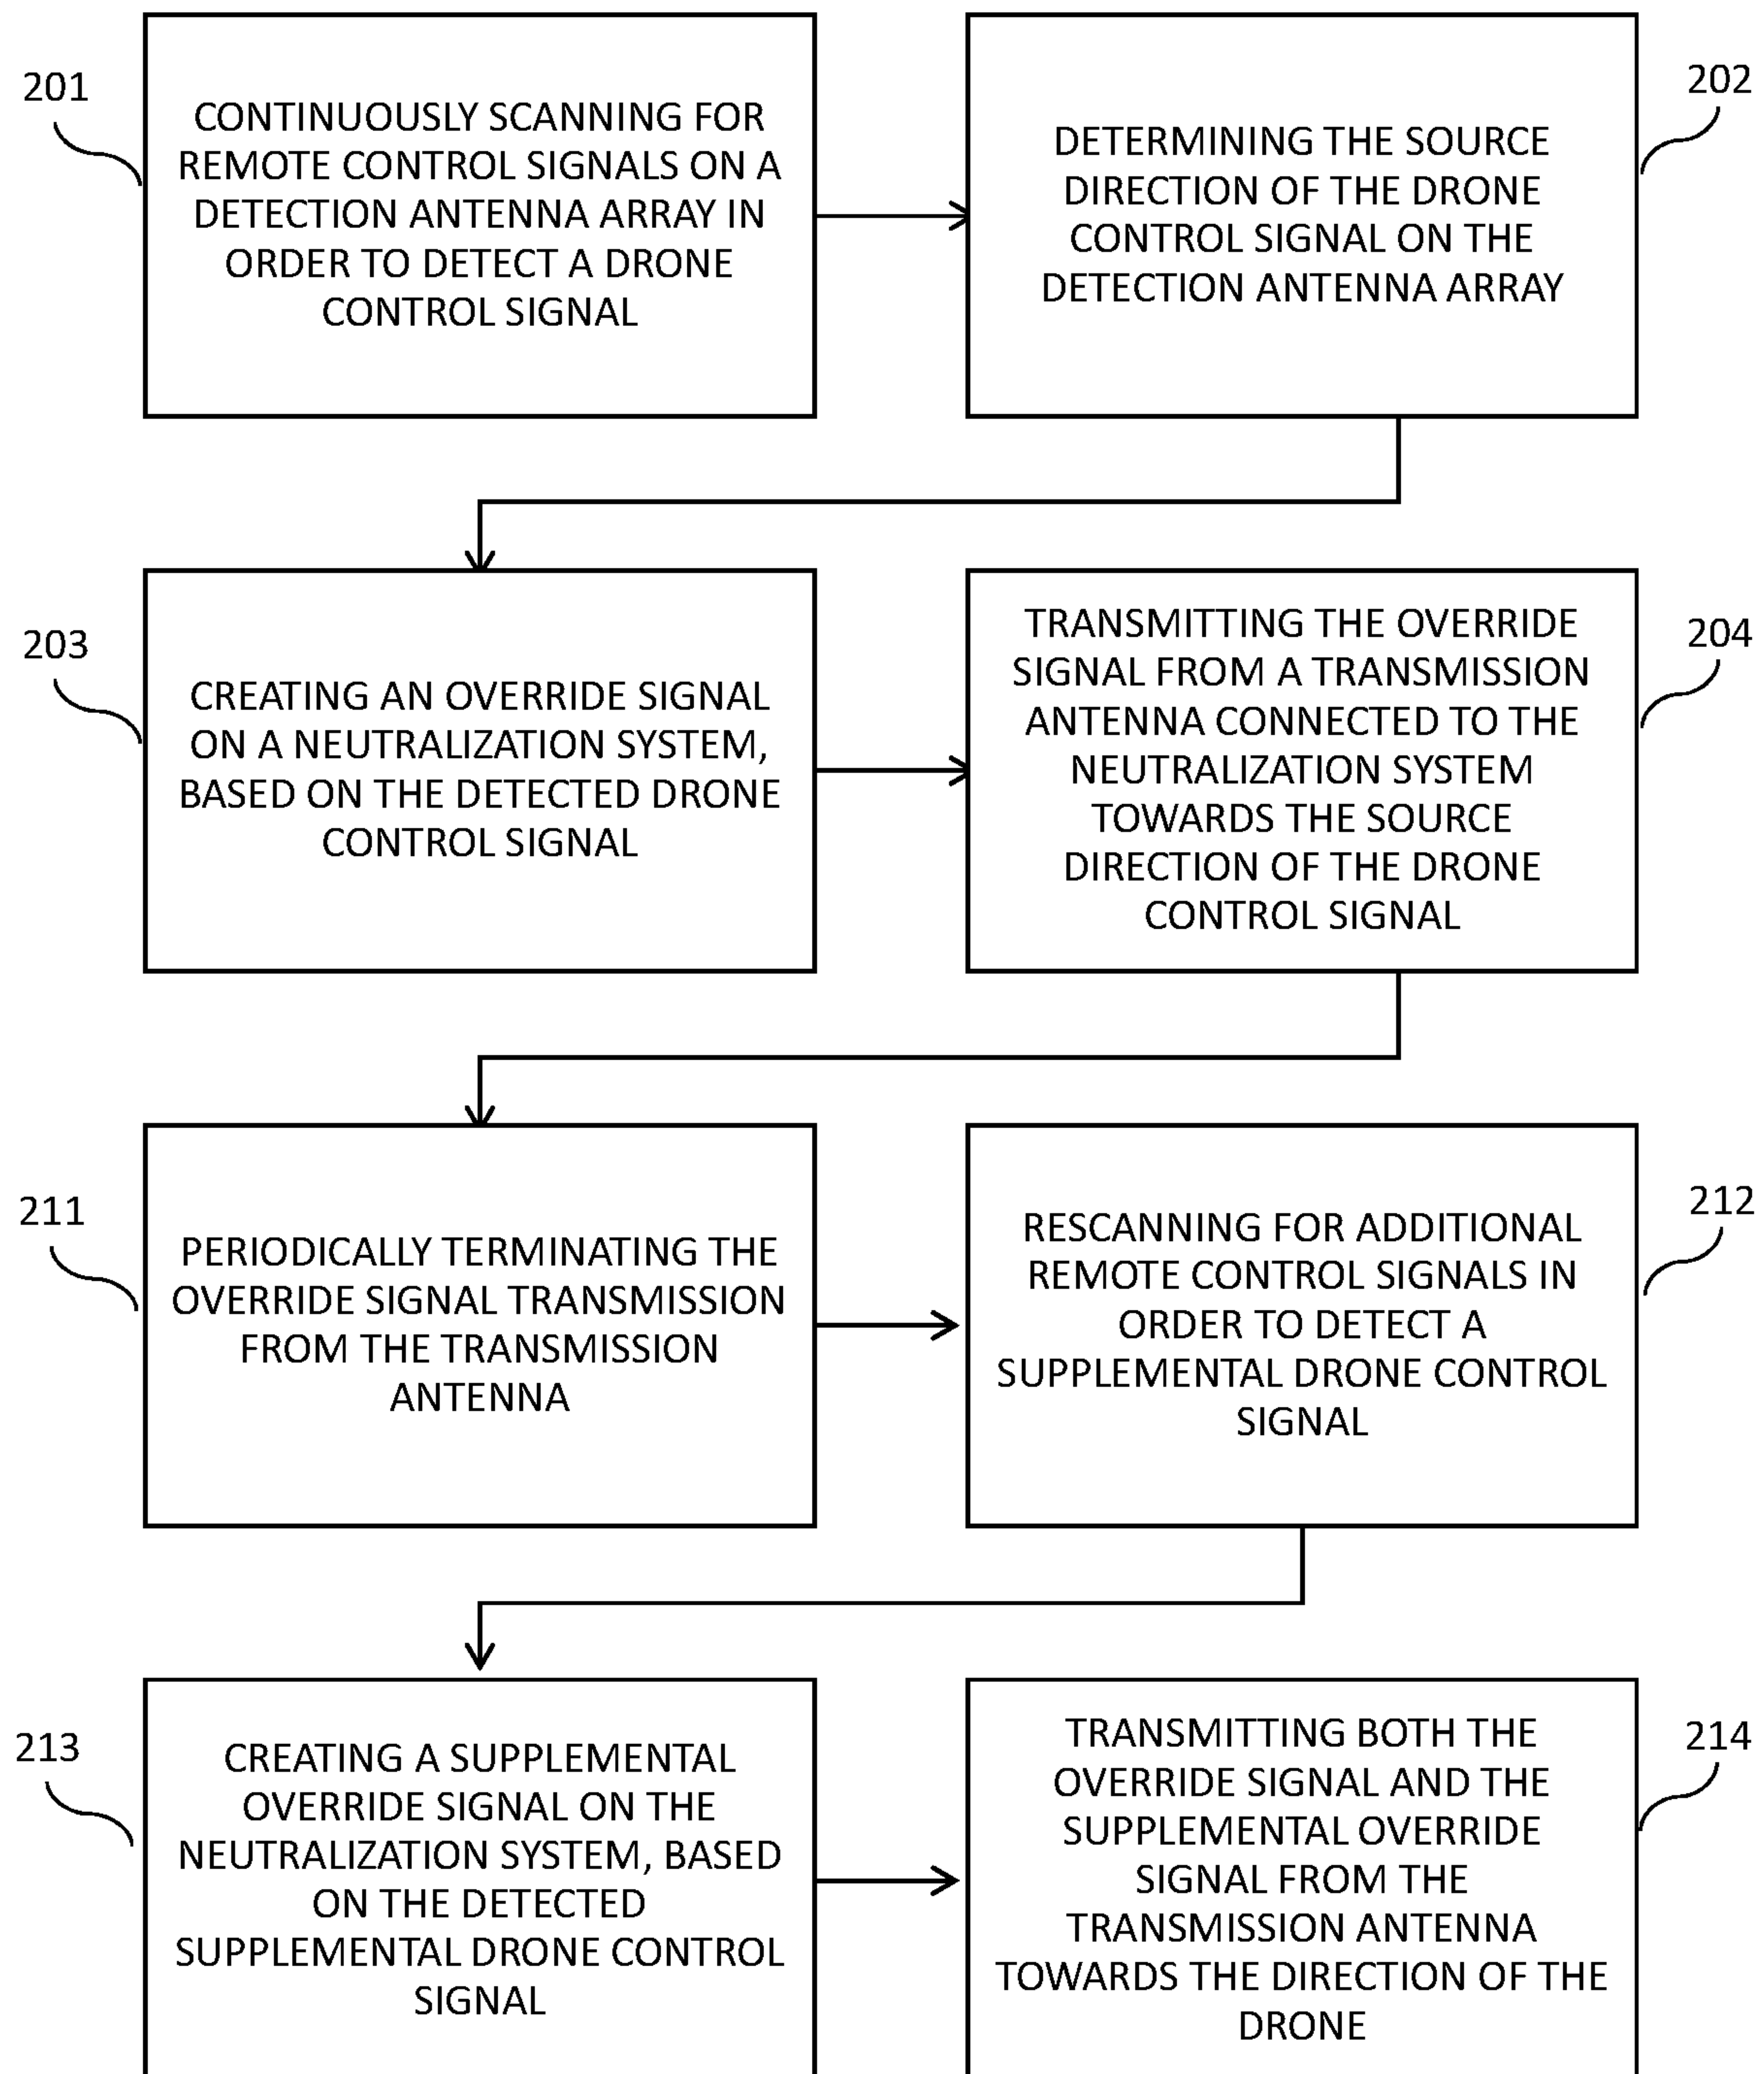 201
CONTINUOUSLY SCANNING FOR
REMOTE CONTROL SIGNALS ON A
DETECTION ANTENNA ARRAY IN
ORDER TO DETECT A DRONE
CONTROL SIGNAL
202
DETERMINING THE SOURCE
DIRECTION OF THE DRONE
CONTROL SIGNAL ON THE
DETECTION ANTENNA ARRAY
203
CREATING AN OVERRIDE SIGNAL
ON A NEUTRALIZATION SYSTEM,
BASED ON THE DETECTED DRONE
CONTROL SIGNAL
204
TRANSMITTING THE OVERRIDE
SIGNAL FROM A TRANSMISSION
ANTENNA CONNECTED TO THE
NEUTRALIZATION SYSTEM
TOWARDS THE SOURCE
DIRECTION OF THE DRONE
CONTROL SIGNAL
211
PERIODICALLY TERMINATING THE
OVERRIDE SIGNAL TRANSMISSION
FROM THE TRANSMISSION
ANTENNA
212
RESCANNING FOR ADDITIONAL
REMOTE CONTROL SIGNALS IN
ORDER TO DETECT A
SUPPLEMENTAL DRONE CONTROL
SIGNAL
213
CREATING A SUPPLEMENTAL
OVERRIDE SIGNAL ON THE
NEUTRALIZATION SYSTEM, BASED
ON THE DETECTED
SUPPLEMENTAL DRONE CONTROL
SIGNAL
214
TRANSMITTING BOTH THE
OVERRIDE SIGNAL AND THE
SUPPLEMENTAL OVERRIDE
SIGNAL FROM THE
TRANSMISSION ANTENNA
TOWARDS THE DIRECTION OF THE
DRONE